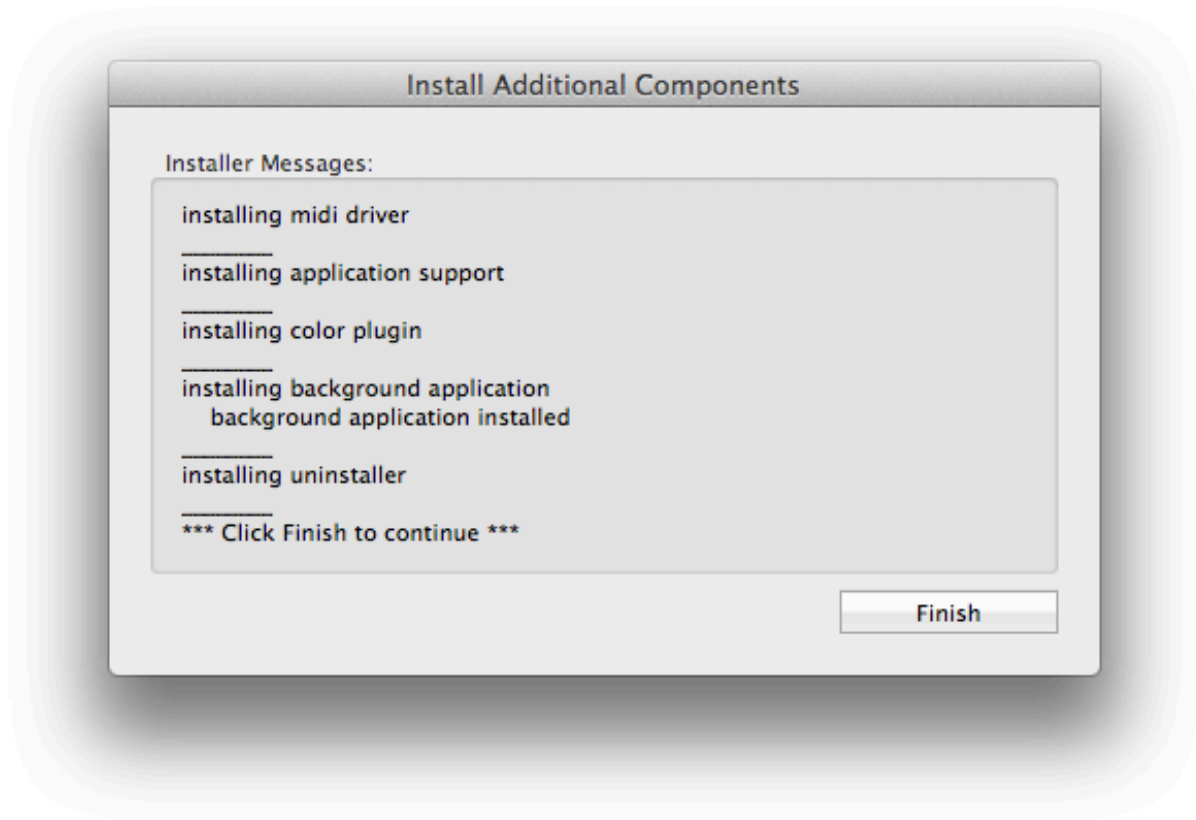 Install Additional Components
Installer Messages:
installing midi driver
________
installing application support
________
installing color plugin
________
installing background application
background application installed
________
installing uninstaller
________
*** Click Finish to continue ***
Finish